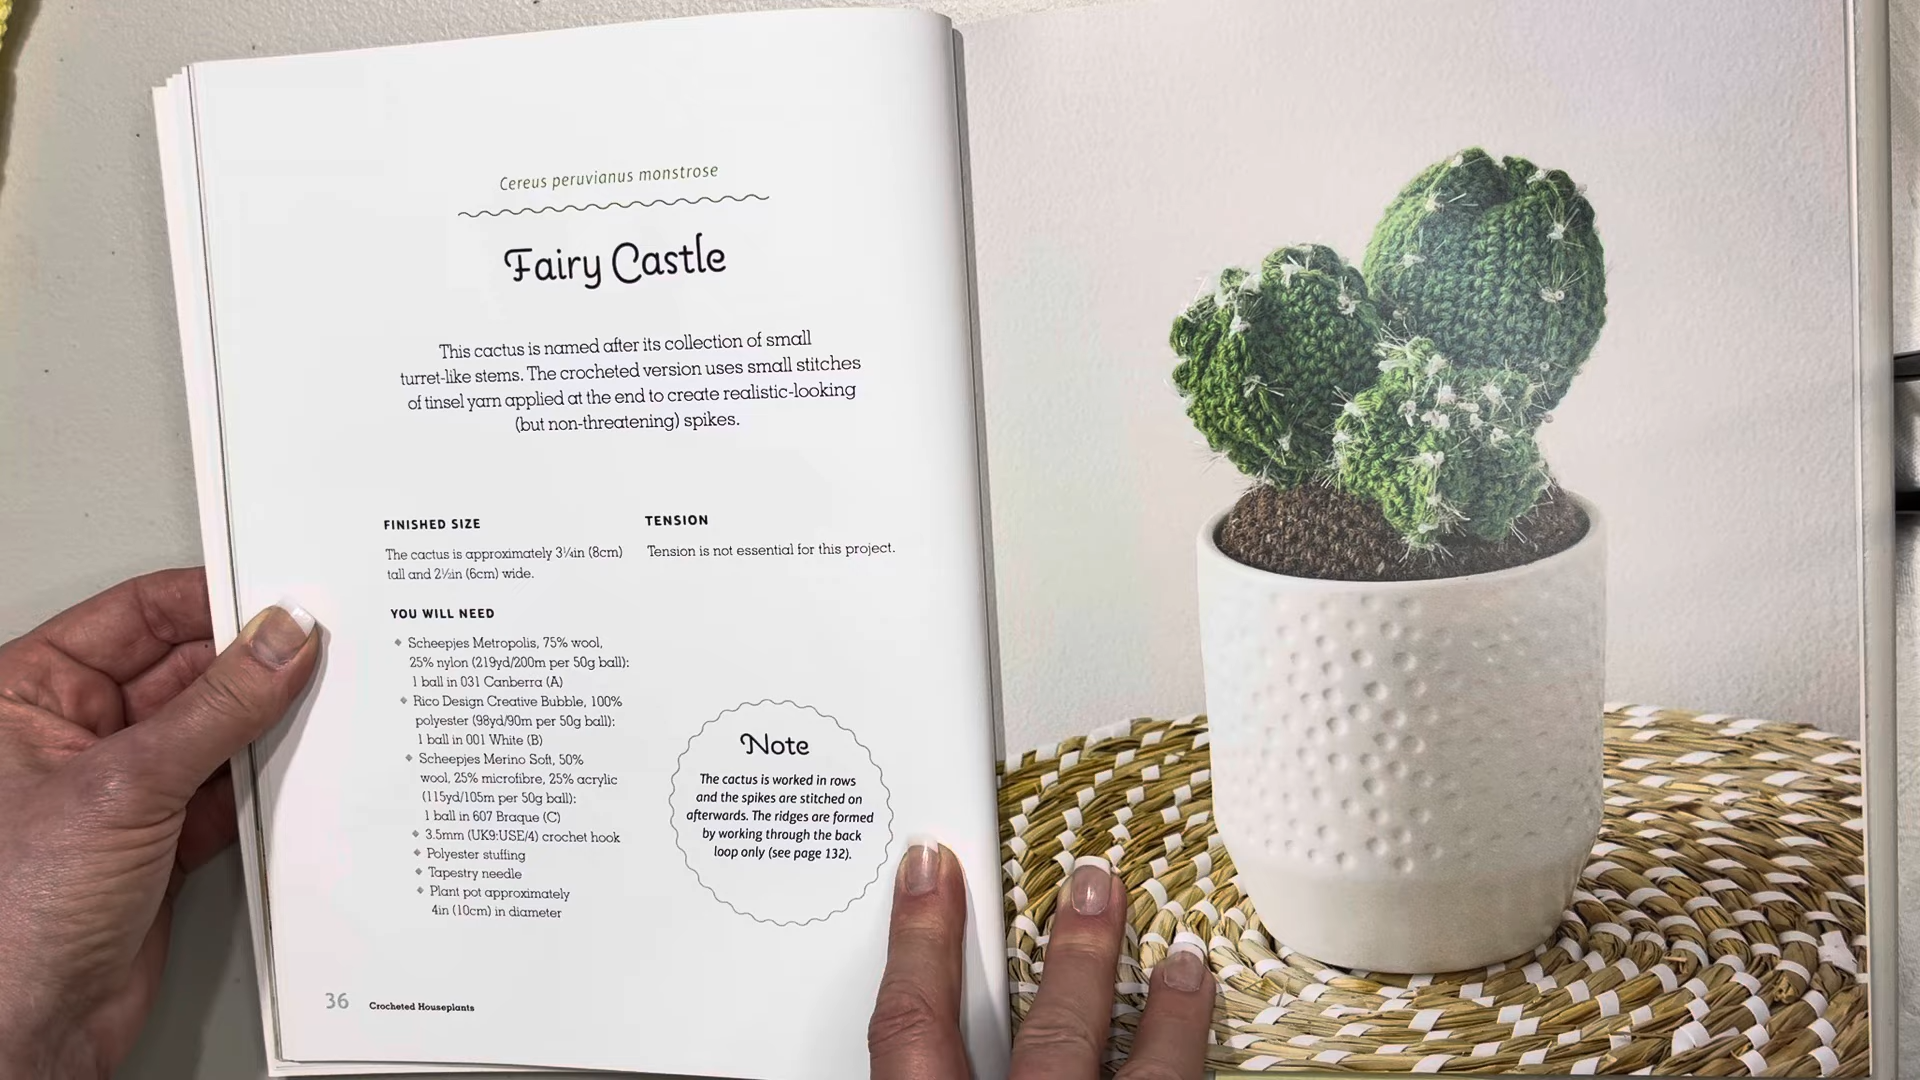 Cereus peruvianus monstrose
Fairy Castle
This cactus is named after its collection of small
turret-like stems. The crocheted version uses small stitches
of tinsel yarn applied at the end to create realistic-looking
(but non-threatening) spikes.
FINISHED SIZE
The cactus is approximately 3¼in (8cm)
tall and 2½in (6cm) wide.
TENSION
Tension is not essential for this project.
YOU WILL NEED
❖ Scheepjes Metropolis, 75% wool,
25% nylon (219yd/200m per 50g ball):
1 ball in 031 Canberra (A)
❖ Rico Design Creative Bubble, 100%
polyester (98yd/90m per 50g ball):
1 ball in 001 White (B)
❖ Scheepjes Merino Soft, 50%
wool, 25% microfibre, 25% acrylic
(115yd/105m per 50g ball):
1 ball in 607 Braque (C)
❖ 3.5mm (UK9:USE/4) crochet hook
❖ Polyester stuffing
❖ Tapestry needle
❖ Plant pot approximately
4in (10cm) in diameter
Note
The cactus is worked in rows
and the spikes are stitched on
afterwards. The ridges are formed
by working through the back
loop only (see page 132).
36 Crocheted Houseplants